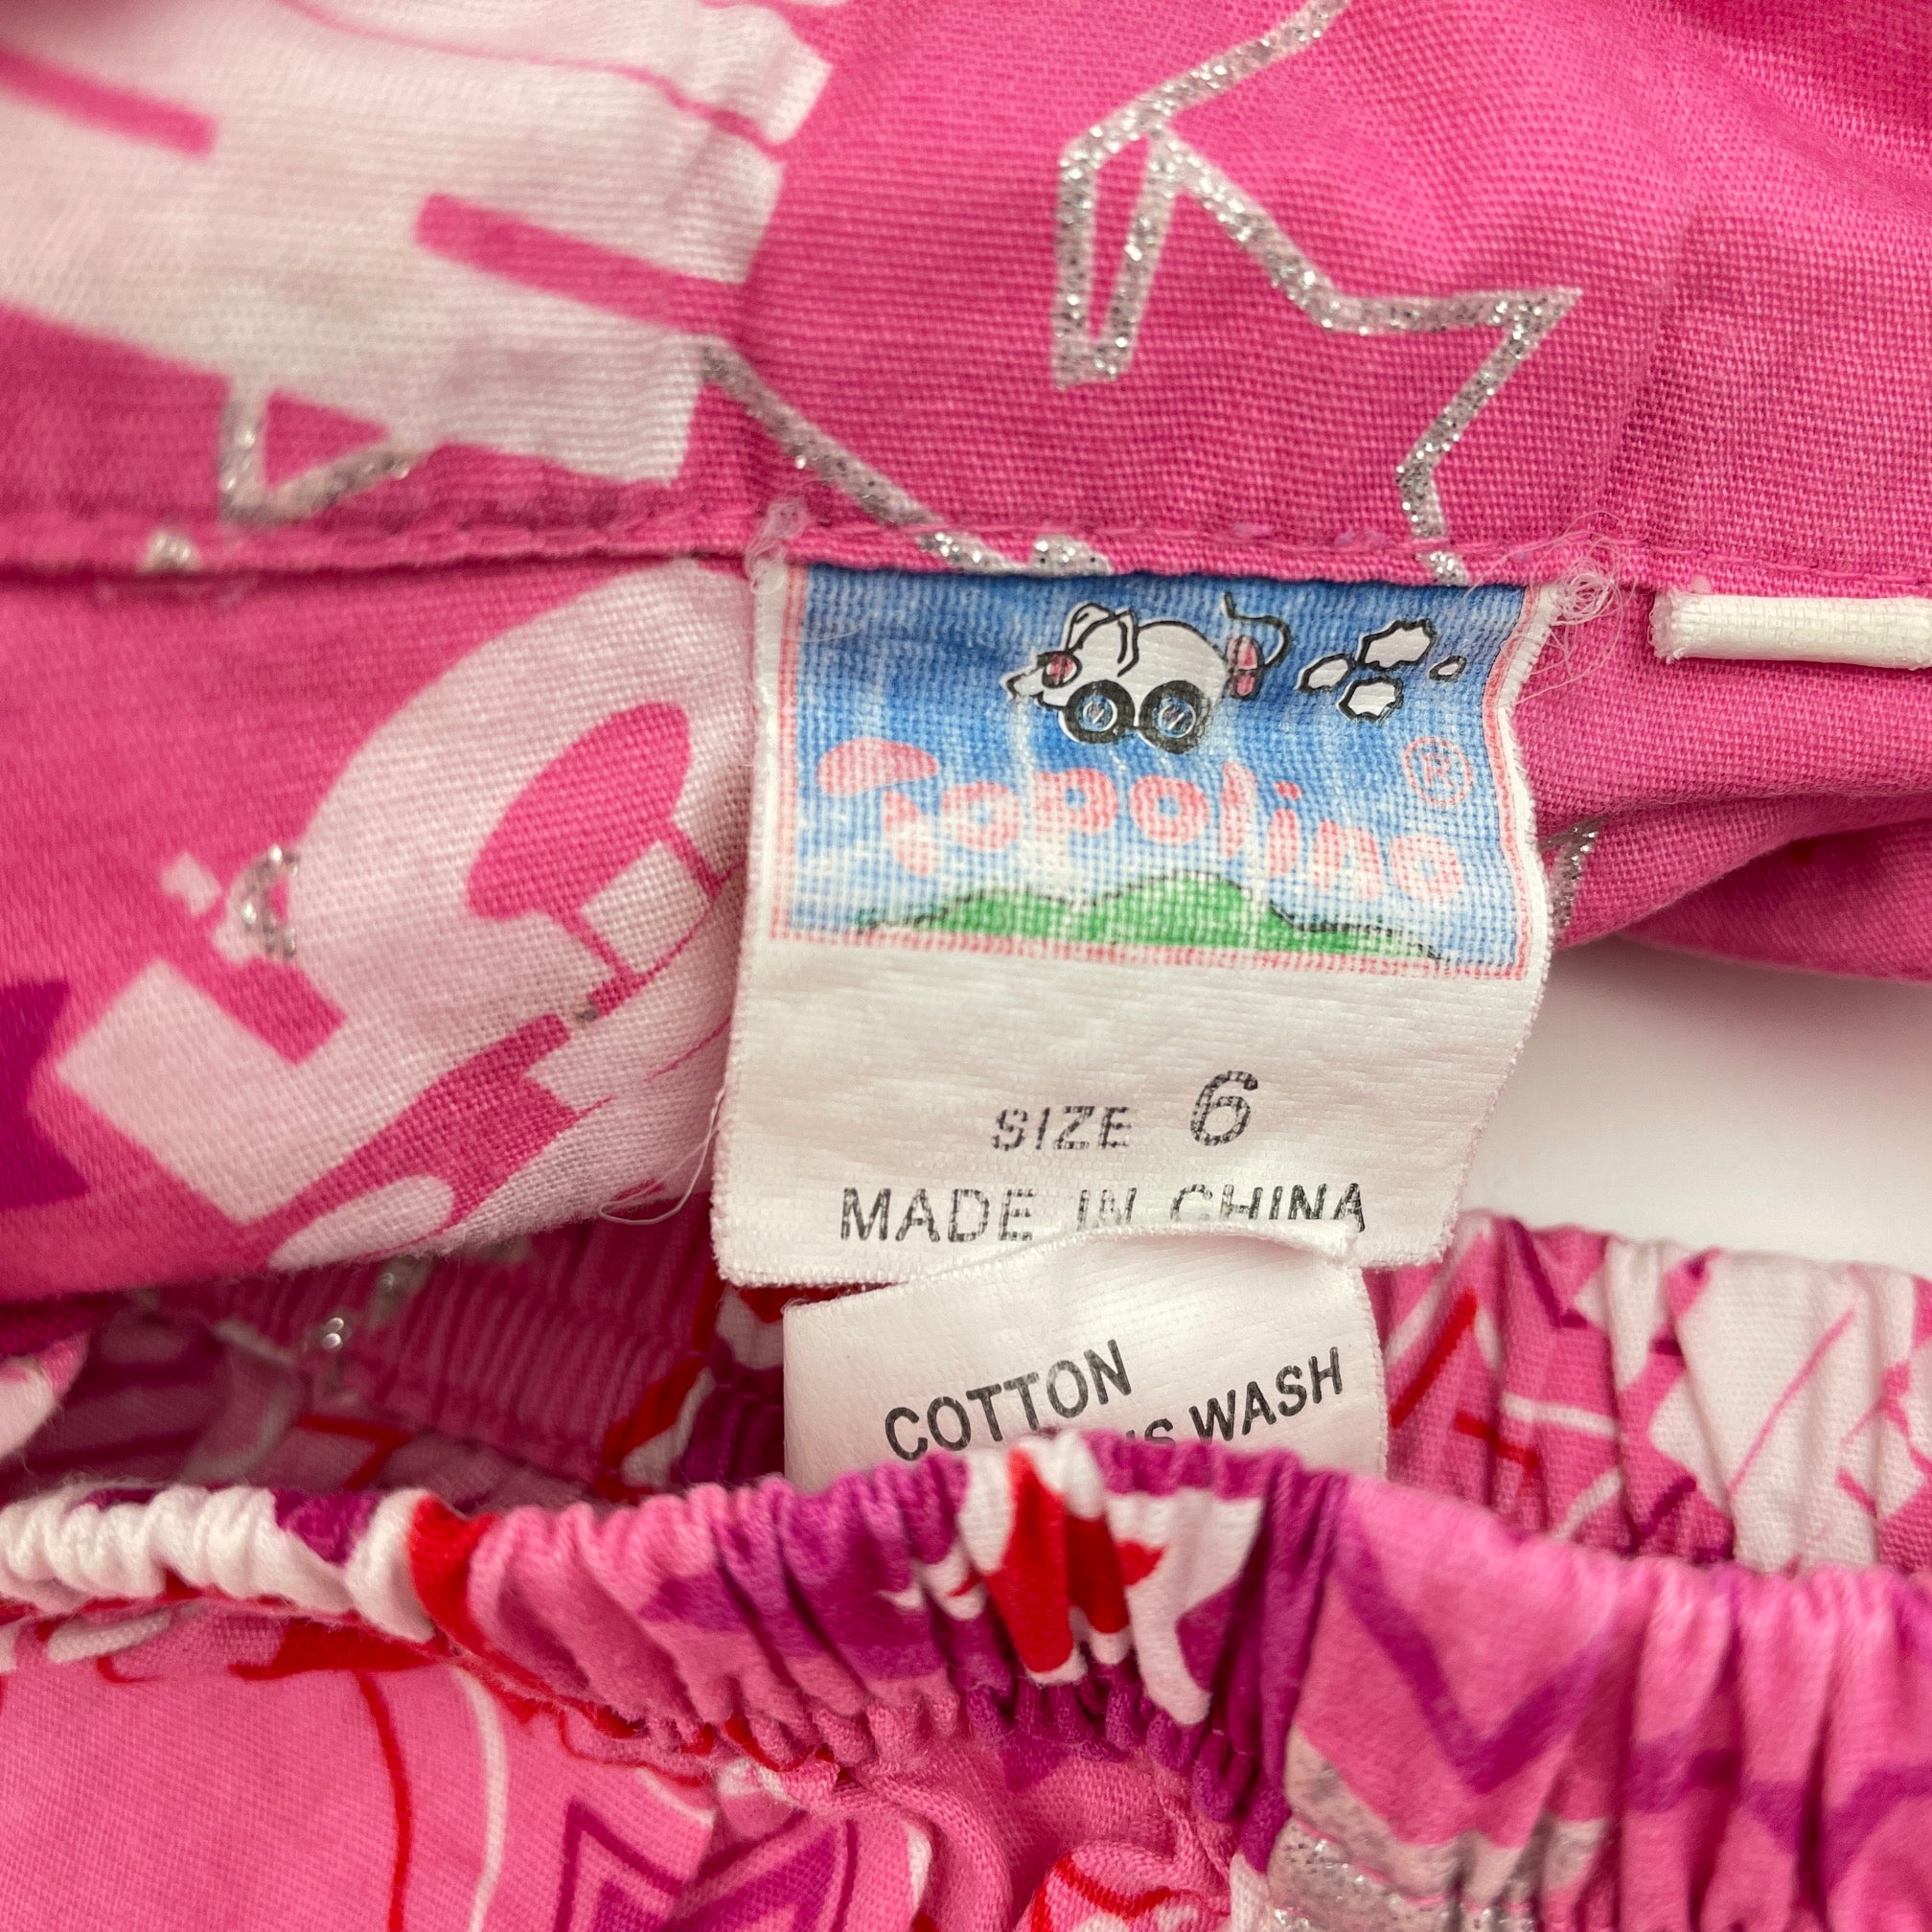 Topolino ®
SIZE 6
MADE IN CHINA
COTTON
WASH